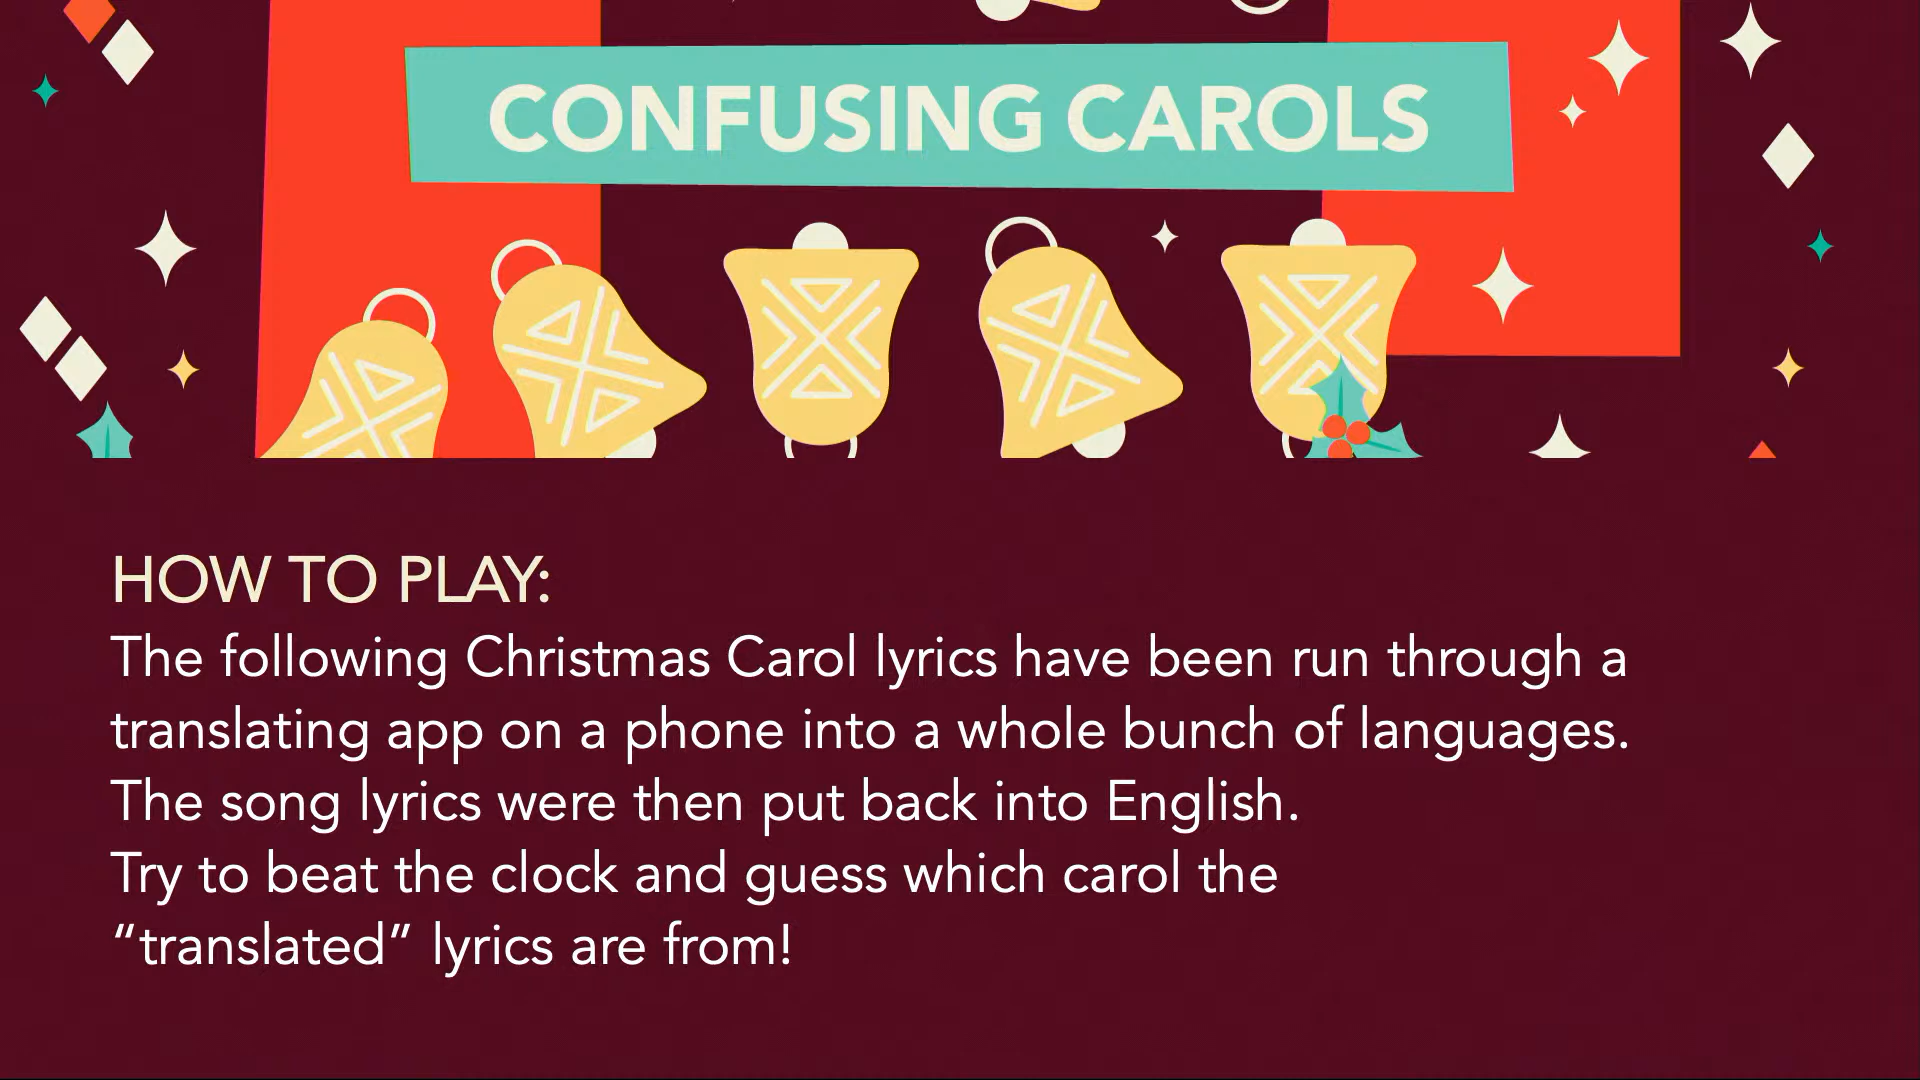 CONFUSING CAROLS
HOW TO PLAY:
The following Christmas Carol lyrics have been run through a
translating app on a phone into a whole bunch of languages.
The song lyrics were then put back into English.
Try to beat the clock and guess which carol the
“translated” lyrics are from!